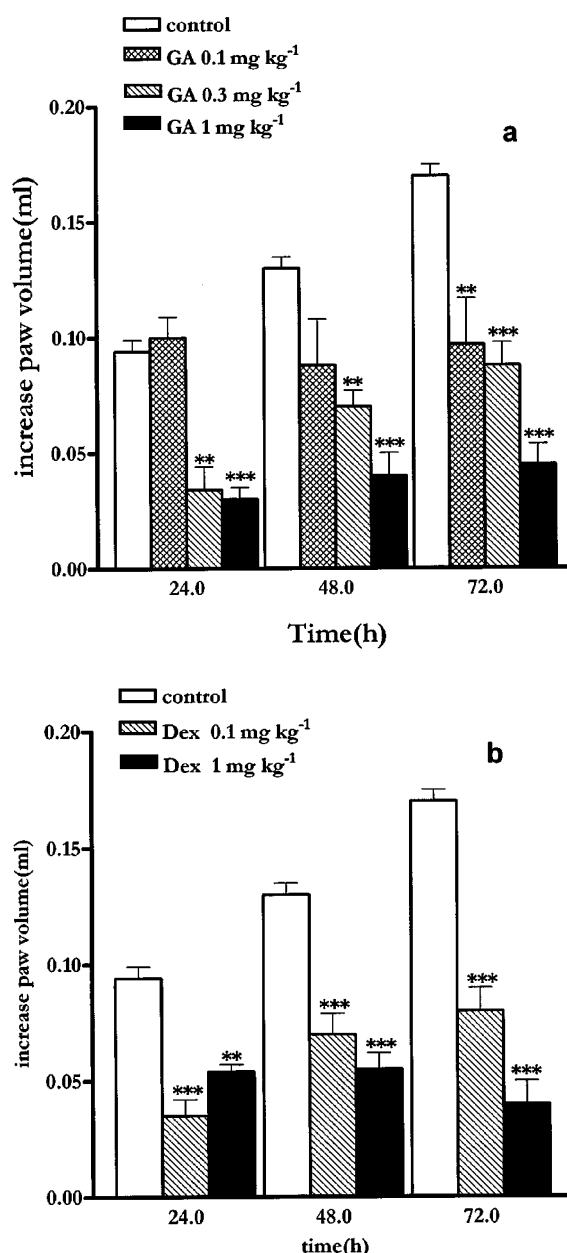 control
GA 0.1 mg kg⁻¹
GA 0.3 mg kg⁻¹
GA 1 mg kg⁻¹
a
increase paw volume(ml)
0.20
0.15
0.10
0.05
0.00
** ***
** ***
** *** ***
24.0 48.0 72.0
Time(h)
control
Dex 0.1 mg kg⁻¹
Dex 1 mg kg⁻¹
b
increase paw volume(ml)
0.20
0.15
0.10
0.05
0.00
*** **
*** ***
*** ***
24.0 48.0 72.0
time(h)